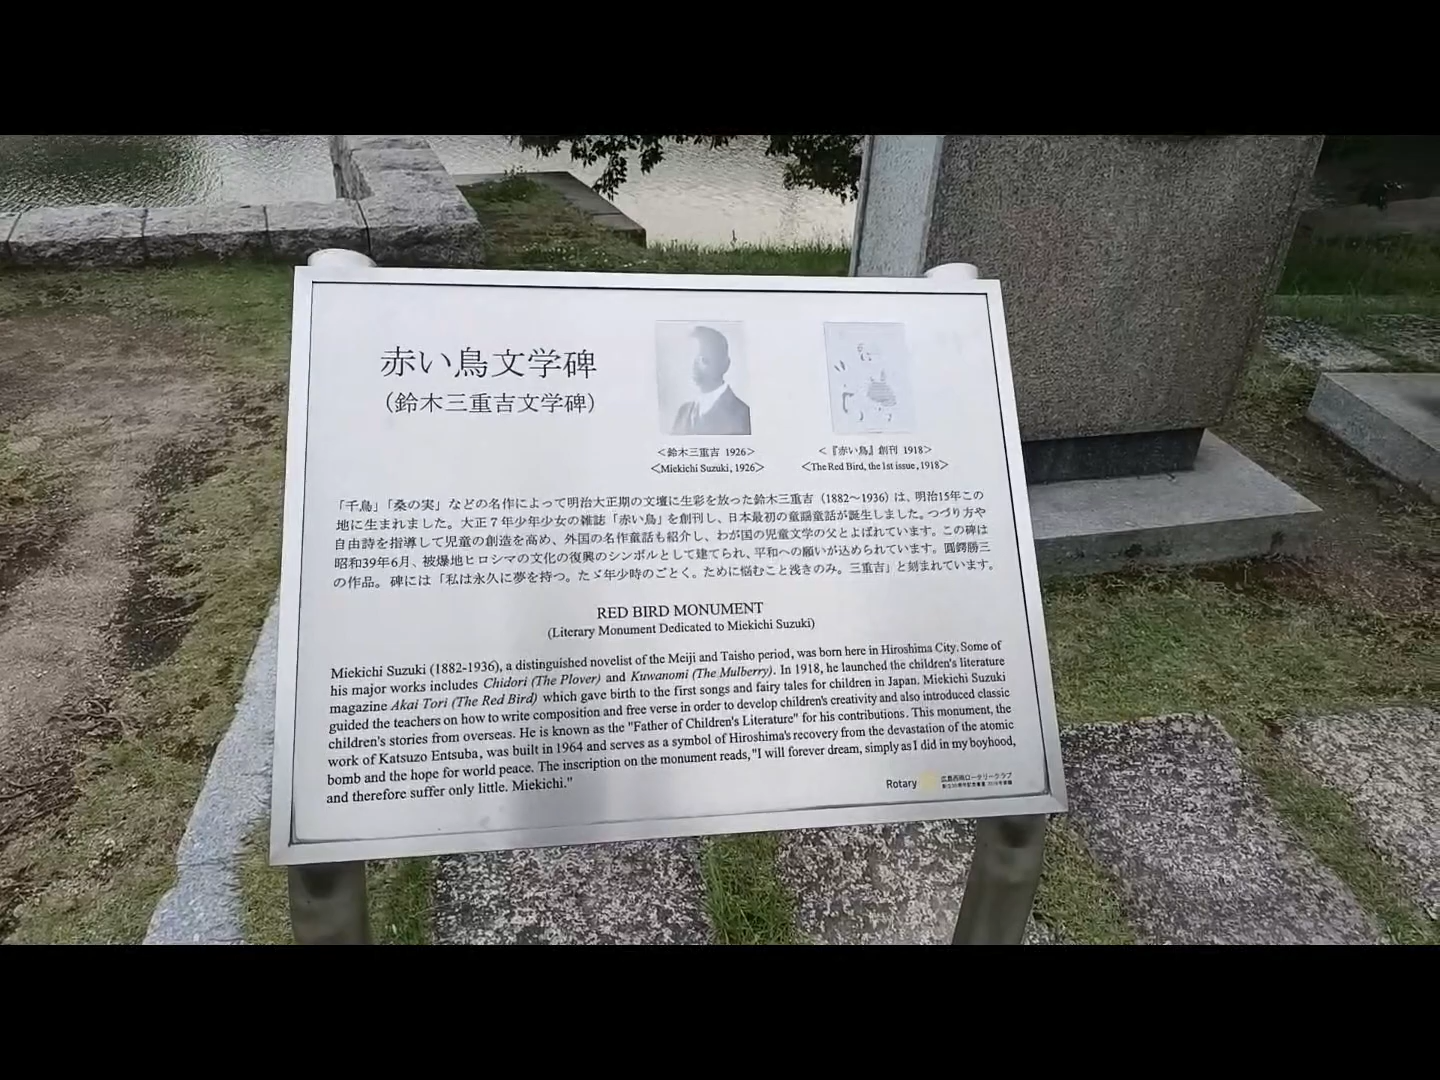 赤い鳥文学碑
（鈴木三重吉文学碑）
＜鈴木三重吉 1926＞
＜Miekichi Suzuki, 1926＞
＜『赤い鳥』創刊 1918＞
＜The Red Bird, the 1st issue, 1918＞
「千鳥」「桑の実」などの名作によって明治大正期の文壇に生彩を放った鈴木三重吉（1882〜1936）は、明治15年この
地に生まれました。大正７年少年少女の雑誌「赤い鳥」を創刊し、日本最初の童謡童話が誕生しました。つづり方や
自由詩を指導して児童の創造を高め、外国の名作童話も紹介し、わが国の児童文学の父とよばれています。この碑は
昭和39年6月、被爆地ヒロシマの文化の復興のシンボルとして建てられ、平和への願いが込められています。圓鍔勝三
の作品。碑には「私は永久に夢を持つ。たゞ年少時のごとく。ために悩むこと浅きのみ。三重吉」と刻まれています。
RED BIRD MONUMENT
(Literary Monument Dedicated to Miekichi Suzuki)
Miekichi Suzuki (1882-1936), a distinguished novelist of the Meiji and Taisho period, was born here in Hiroshima City. Some of
his major works includes Chidori (The Plover) and Kuwanomi (The Mulberry). In 1918, he launched the children's literature
magazine Akai Tori (The Red Bird) which gave birth to the first songs and fairy tales for children in Japan. Miekichi Suzuki
guided the teachers on how to write composition and free verse in order to develop children's creativity and also introduced classic
children's stories from overseas. He is known as the "Father of Children's Literature" for his contributions. This monument, the
work of Katsuzo Entsuba, was built in 1964 and serves as a symbol of Hiroshima's recovery from the devastation of the atomic
bomb and the hope for world peace. The inscription on the monument reads,"I will forever dream, simply as I did in my boyhood,
and therefore suffer only little. Miekichi."
Rotary
広島西南ロータリークラブ